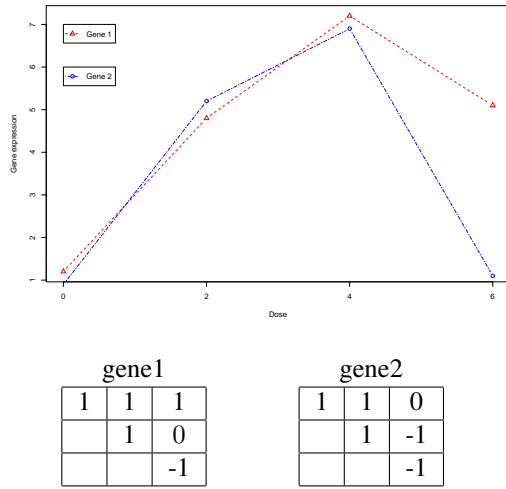 7
6
5
4
3
2
1
Gene expression
Gene 1
Gene 2
0 2 4 6
Dose
gene1 gene2
1 1 1 1 1 0
1 0 1 -1
-1 -1